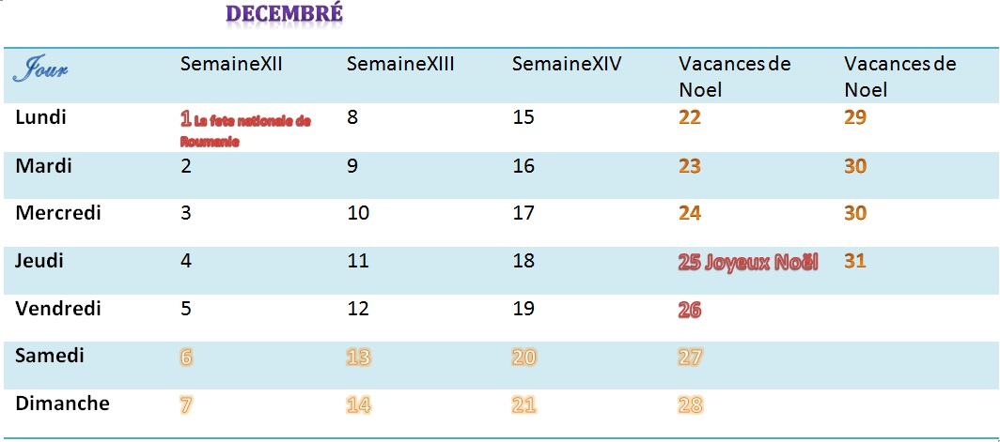 DECEMBRÉ
Jour SemaineXII SemaineXIII SemaineXIV Vacances de Noel Vacances de Noel
Lundi 1 La fete nationale de Roumanie 8 15 22 29
Mardi 2 9 16 23 30
Mercredi 3 10 17 24 30
Jeudi 4 11 18 25 Joyeux Noël 31
Vendredi 5 12 19 26
Samedi 6 13 20 27
Dimanche 7 14 21 28